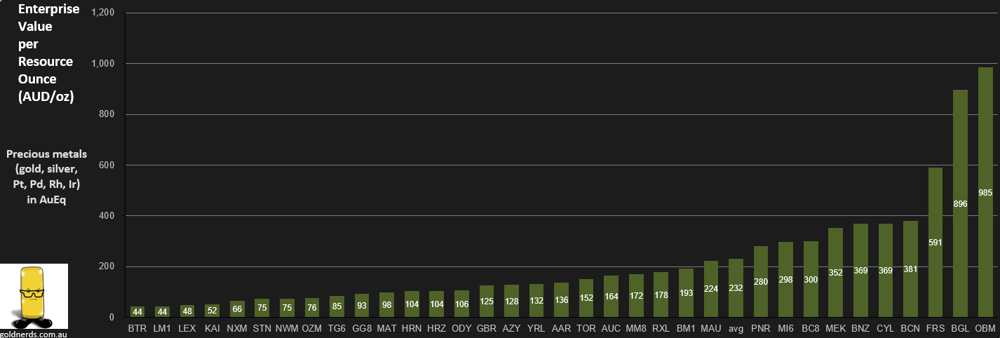 Enterprise
Value
per
Resource
Ounce
(AUD/oz)
Precious metals
(gold, silver,
Pt, Pd, Rh, Ir)
in AuEq
goldnerds.com.au
1,200
1,000
800
600
400
200
0
44 44 48 52 66 75 75 76 85 93 98 104 104 106 125 128 132 136 152 164 172 178 193 224 232 280 298 300 352 369 369 381 591 896 985
BTR LM1 LEX KAI NXM STN NWM OZM TG6 GG8 MAT HRN HRZ ODY GBR AZY YRL AAR TOR AUC MM8 RXL BM1 MAU avg PNR MI6 BC8 MEK BNZ CYL BCN FRS BGL OBM